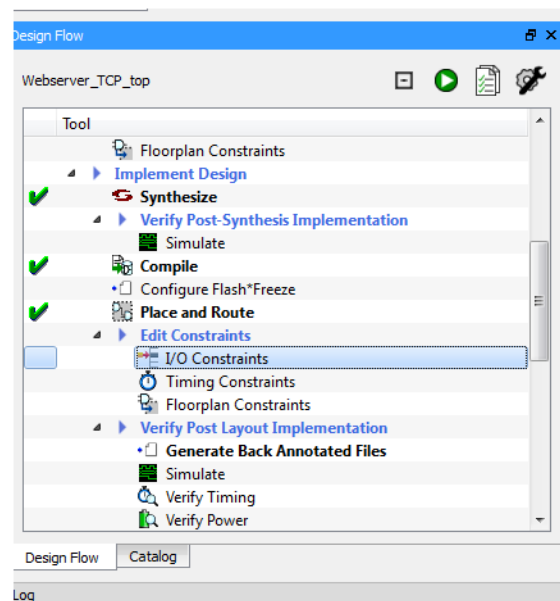 Design Flow
Webserver_TCP_top
Tool
Floorplan Constraints
Implement Design
Synthesize
Verify Post-Synthesis Implementation
Simulate
Compile
Configure Flash*Freeze
Place and Route
Edit Constraints
I/O Constraints
Timing Constraints
Floorplan Constraints
Verify Post Layout Implementation
Generate Back Annotated Files
Simulate
Verify Timing
Verify Power
Design Flow Catalog
Log